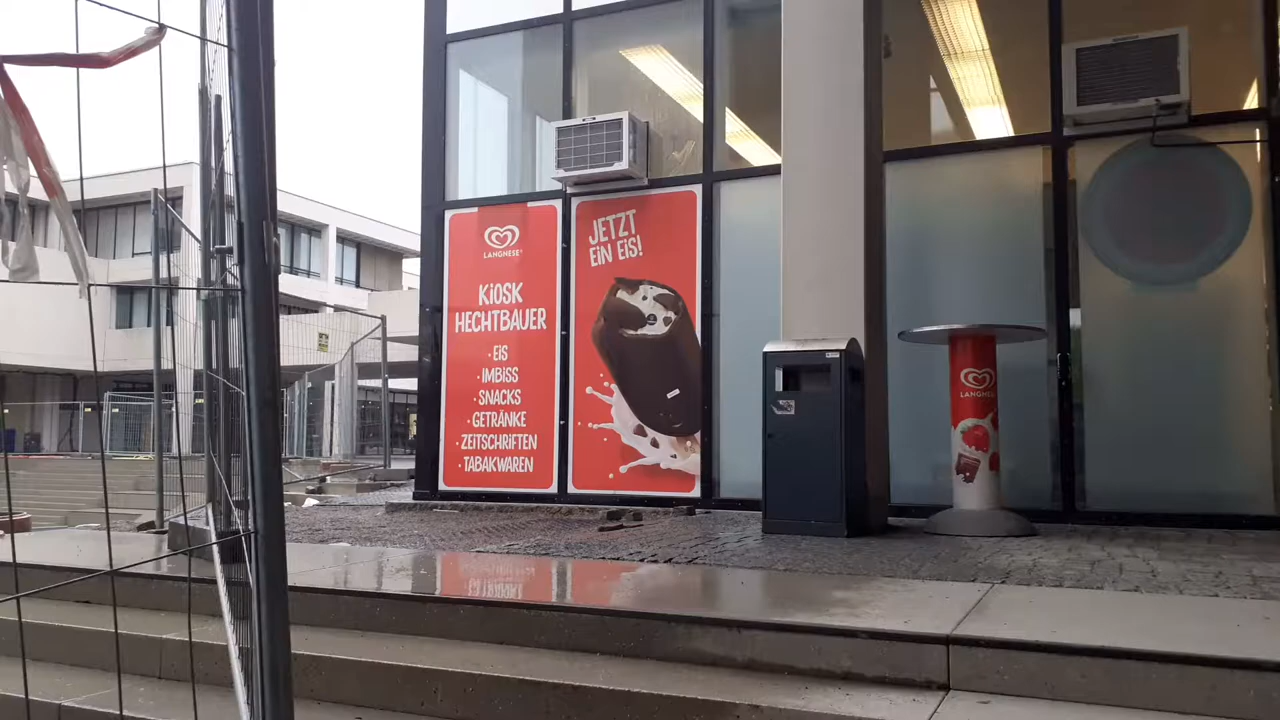 LANGNESE
KiOSK
HECHTBAUER
· EiS
· iMBiSS
· SNACKS
· GETRÄNKE
· ZEiTSCHRiFTEN
· TABAKWAREN
JETZT
EiN EiS!
LANGNESE